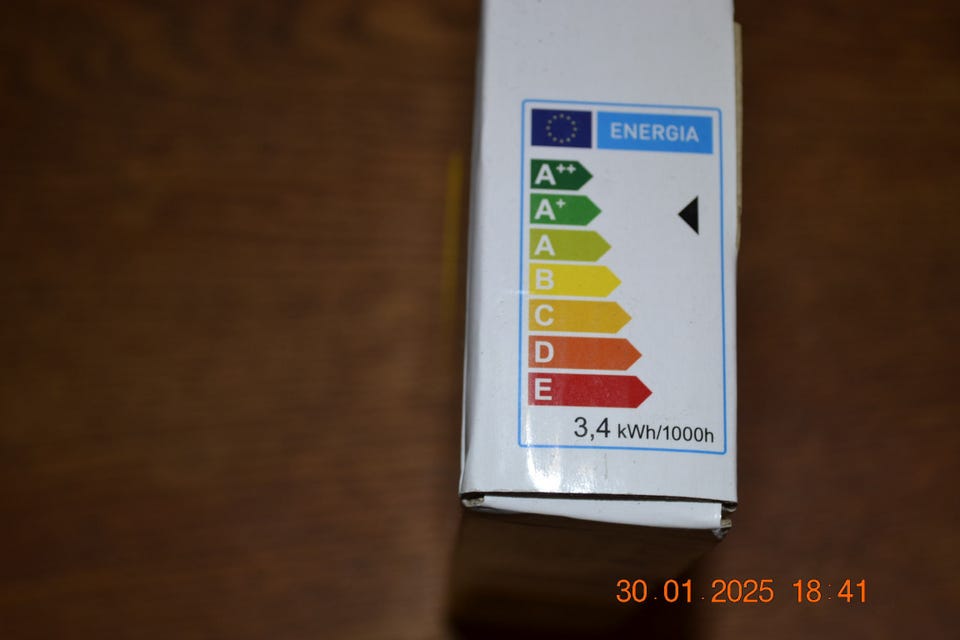 ENERGIA
A++
A+
A
B
C
D
E
3,4 kWh/1000h
30.01.2025 18:41